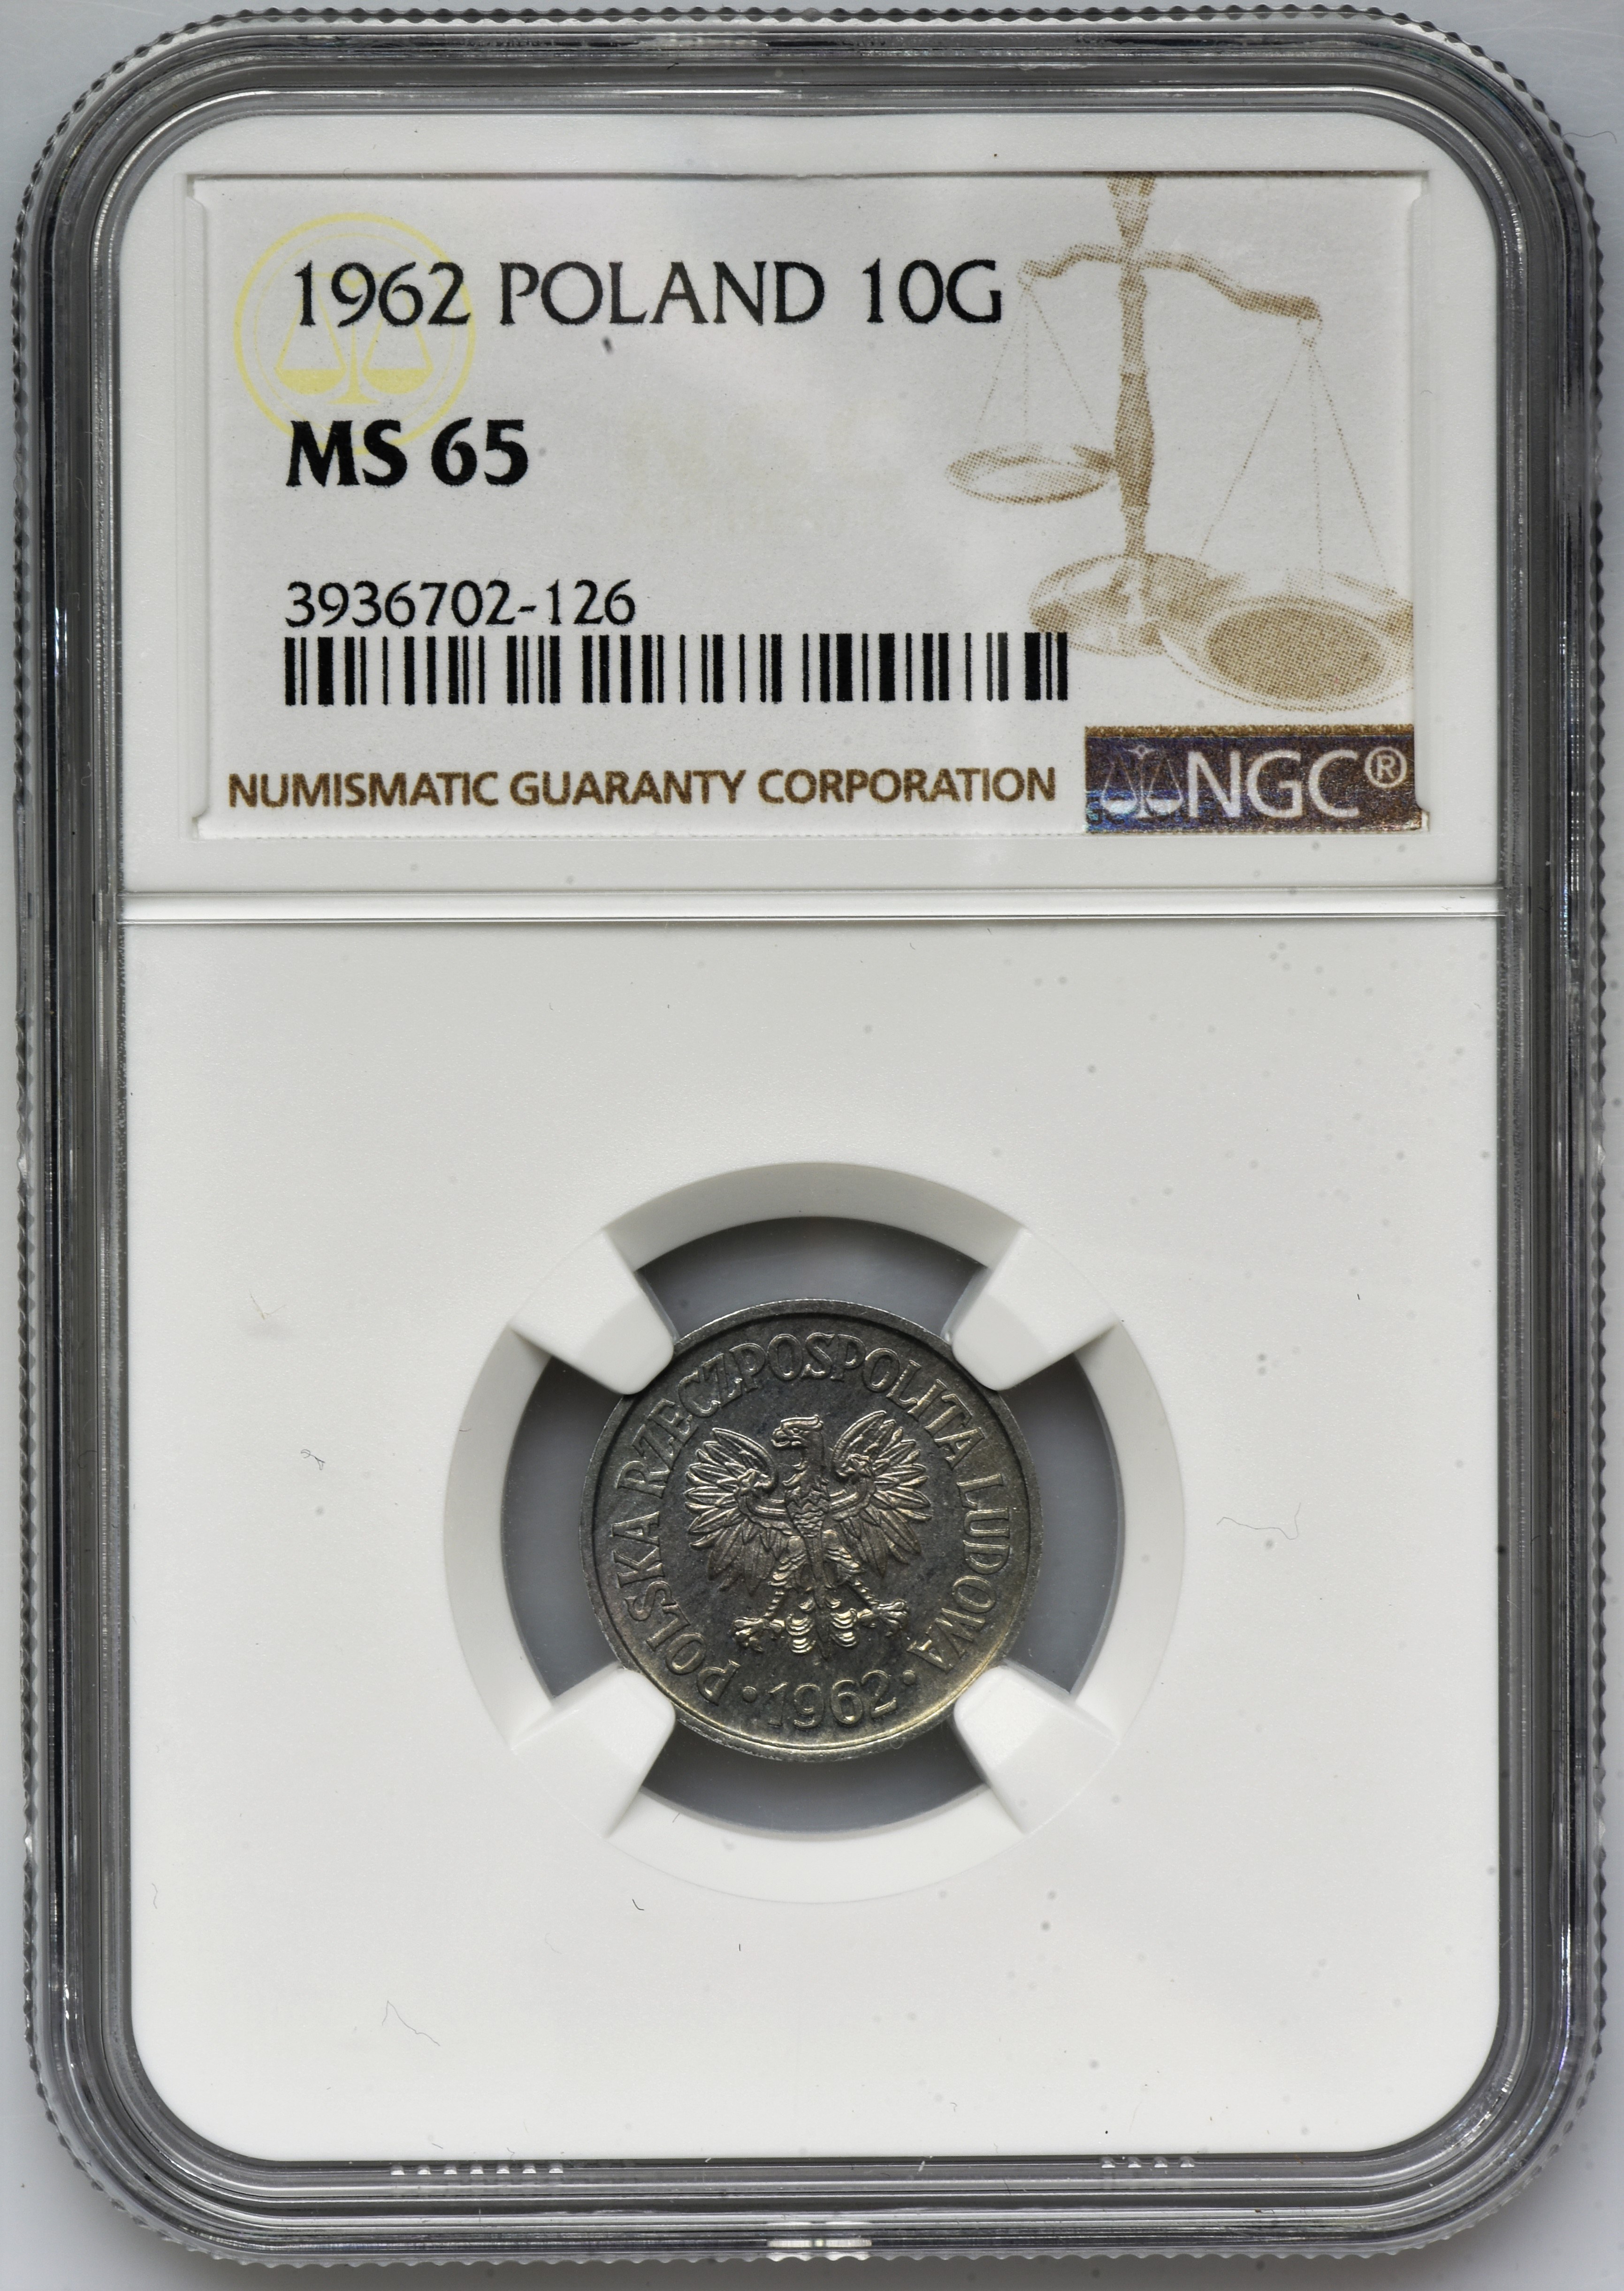 1962 POLAND 10G
MS 65
3936702-126
NUMISMATIC GUARANTY CORPORATION
NGC®
POLSKA RZECZPOSPOLITA LUDOWA
·1962·